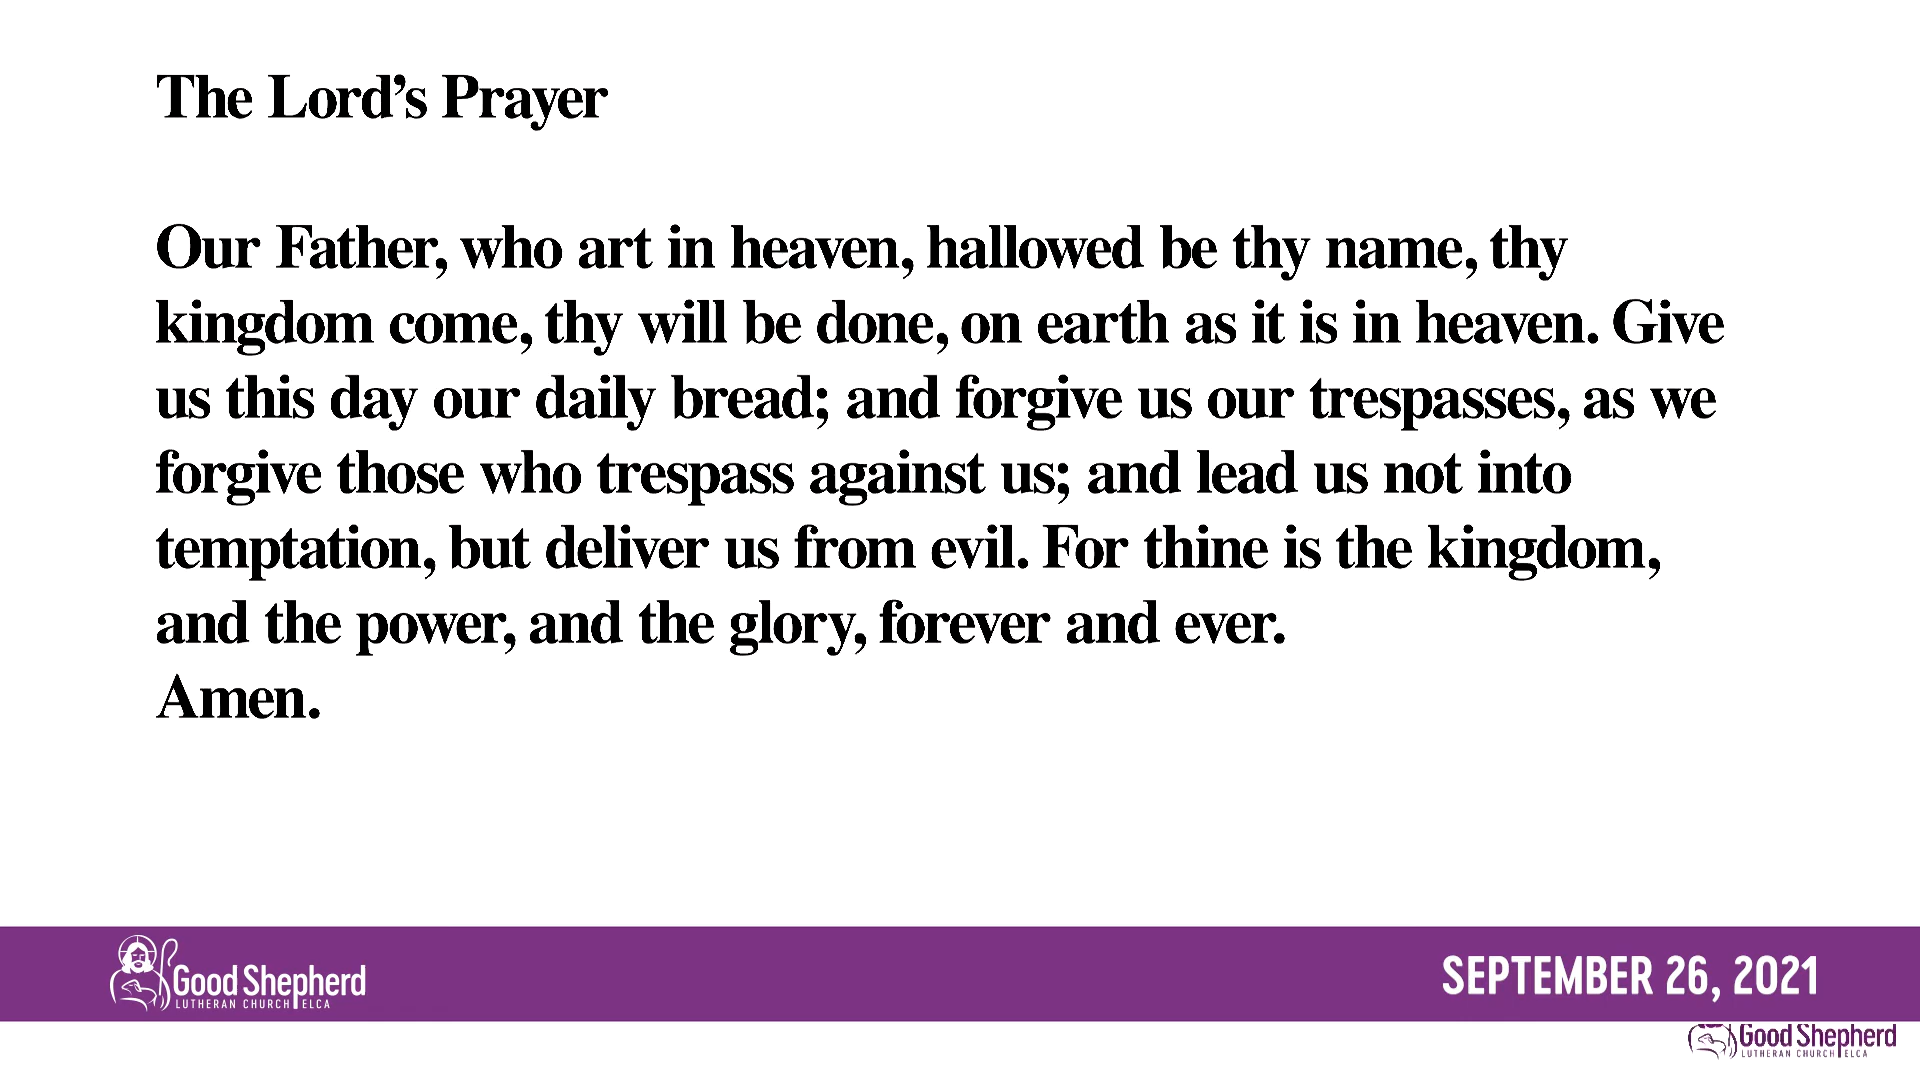 The Lord’s Prayer
Our Father, who art in heaven, hallowed be thy name, thy
kingdom come, thy will be done, on earth as it is in heaven. Give
us this day our daily bread; and forgive us our trespasses, as we
forgive those who trespass against us; and lead us not into
temptation, but deliver us from evil. For thine is the kingdom,
and the power, and the glory, forever and ever.
Amen.
Good Shepherd
LUTHERAN CHURCH ELCA
SEPTEMBER 26, 2021
Good Shepherd
LUTHERAN CHURCH ELCA